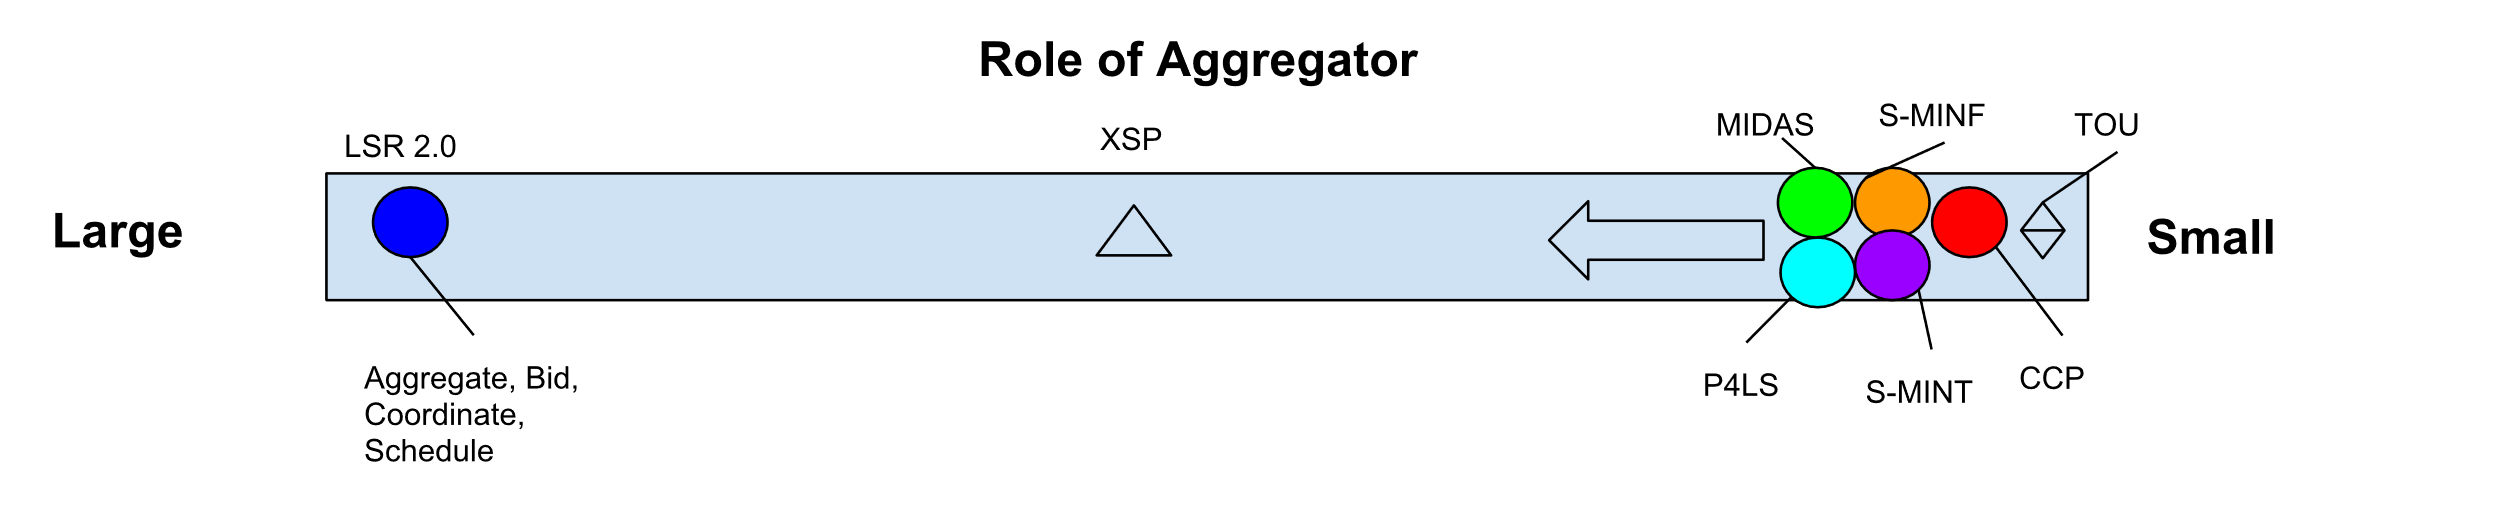 Role of Aggregator
LSR 2.0
XSP
MIDAS
S-MINF
TOU
Large
Small
Aggregate, Bid,
Coordinate,
Schedule
P4LS
S-MINT
CCP